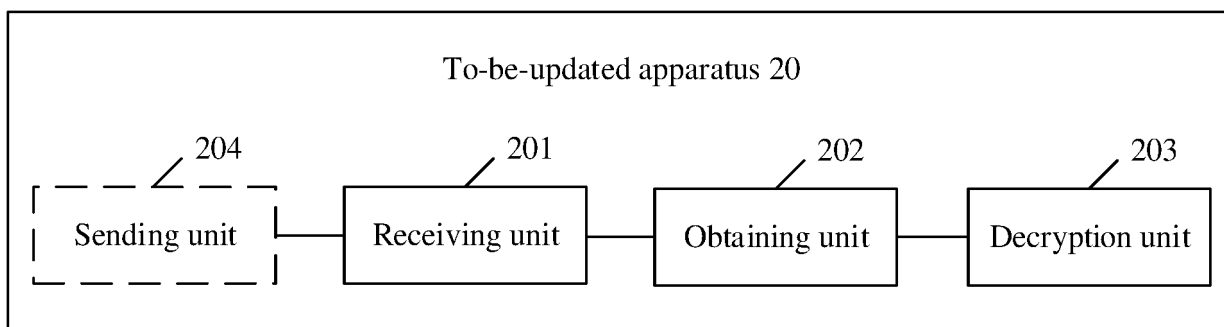 To-be-updated apparatus 20
204 201 202 203
Sending unit Receiving unit Obtaining unit Decryption unit